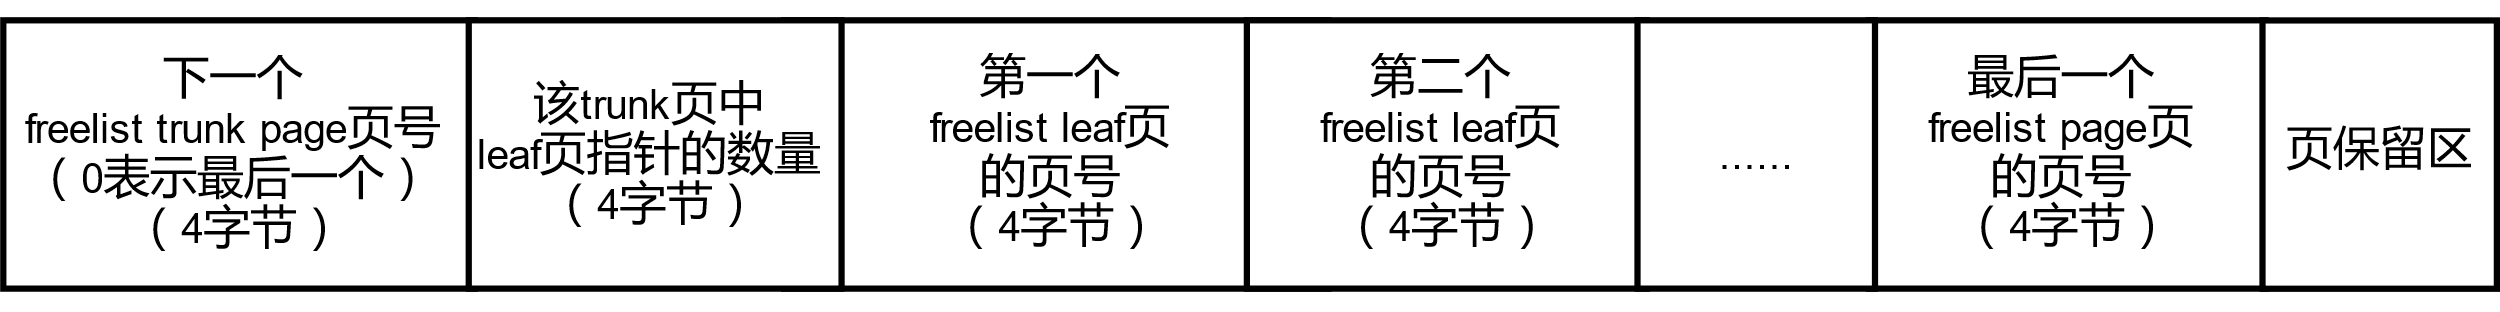 下一个
freelist trunk page页号
（0表示最后一个）
（4字节）
这trunk页中
leaf页指针的数量
（4字节）
第一个
freelist leaf页
的页号
（4字节）
第二个
freelist leaf页
的页号
（4字节）
......
最后一个
freelist page页
的页号
（4字节）
页保留区